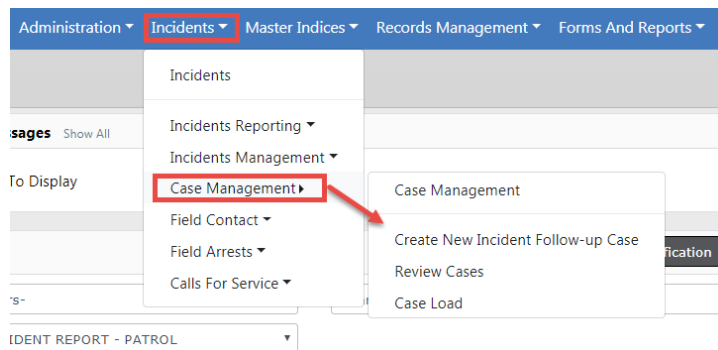 Administration Incidents Master Indices Records Management Forms And Reports
Incidents
ssages Show All
Incidents Reporting
Incidents Management
To Display
Case Management
Case Management
Field Contact
Create New Incident Follow-up Case
Field Arrests
fication
Review Cases
Calls For Service
Case Load
rs-
IDENT REPORT - PATROL